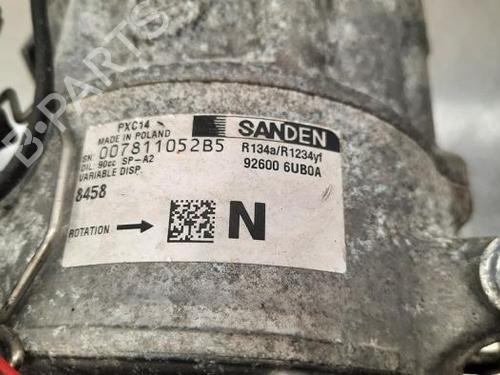 PXC14
MADE IN POLAND
SN: 007811052B5
OIL: 90cc SP-A2
VARIABLE DISP.
8458
ROTATION
SANDEN
R134a/R1234yf
92600 6UB0A
N
B-PARTS